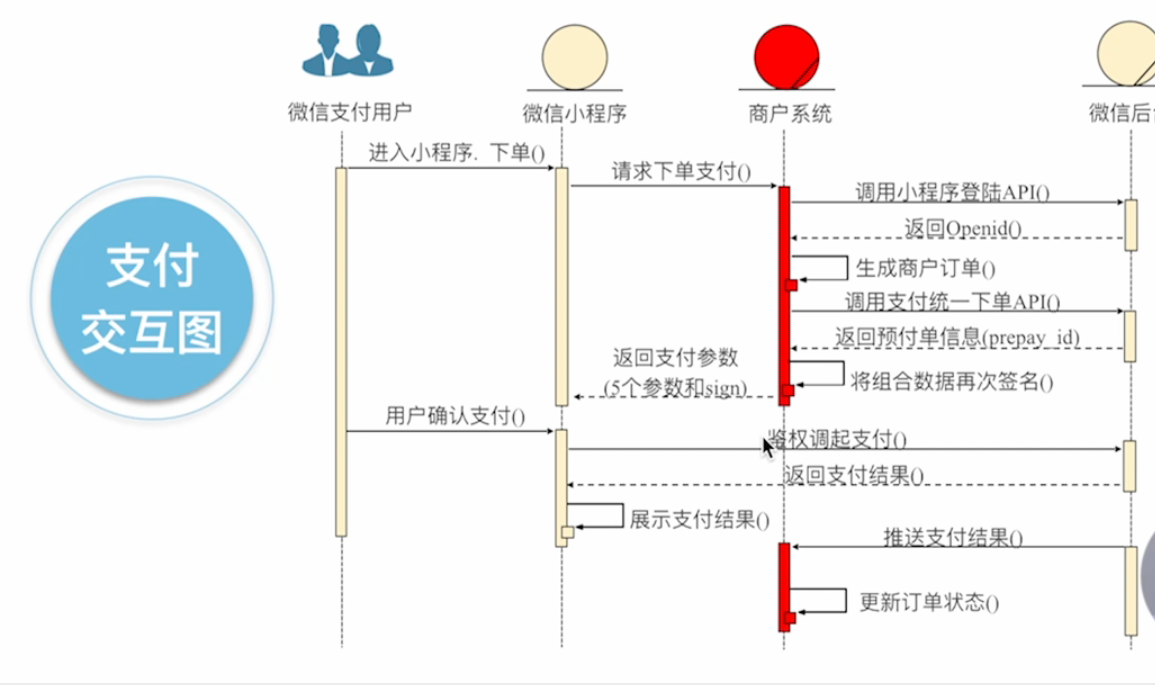 微信支付用户
微信小程序
商户系统
微信后
进入小程序. 下单()
请求下单支付()
调用小程序登陆API()
返回Openid()
支付
交互图
生成商户订单()
调用支付统一下单API()
返回预付单信息(prepay_id)
返回支付参数
(5个参数和sign)
将组合数据再次签名()
用户确认支付()
鉴权调起支付()
返回支付结果()
展示支付结果()
推送支付结果()
更新订单状态()